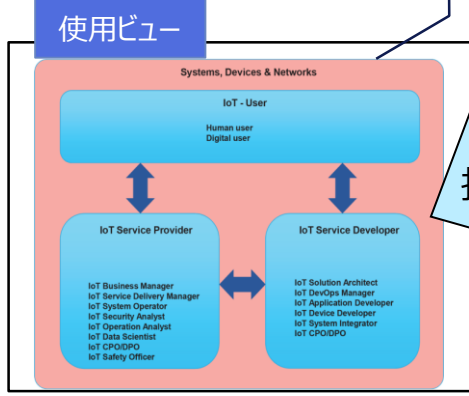 使用ビュー
Systems, Devices & Networks
IoT - User
Human user
Digital user
IoT Service Provider
IoT Business Manager
IoT Service Delivery Manager
IoT System Operator
IoT Security Analyst
IoT Operation Analyst
IoT Data Scientist
IoT CPO/DPO
IoT Safety Officer
IoT Service Developer
IoT Solution Architect
IoT DevOps Manager
IoT Application Developer
IoT Device Developer
IoT System Integrator
IoT CPO/DPO